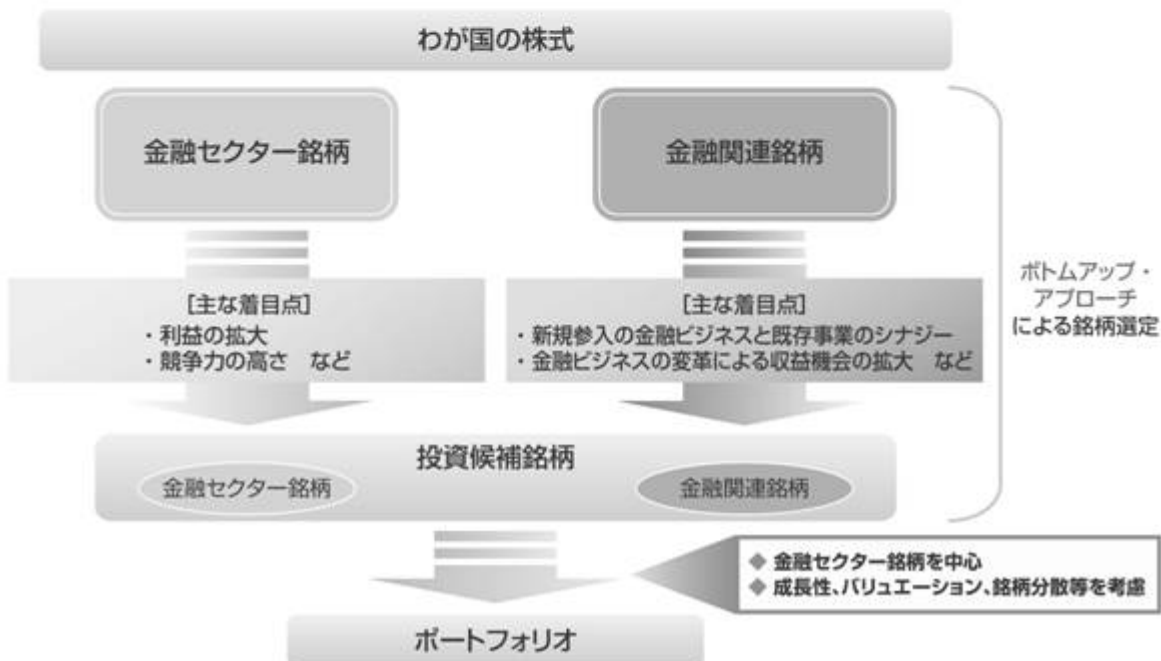 わが国の株式
金融セクター銘柄
金融関連銘柄
[主な着目点]
・利益の拡大
・競争力の高さ　など
[主な着目点]
・新規参入の金融ビジネスと既存事業のシナジー
・金融ビジネスの変革による収益機会の拡大　など
ボトムアップ・
アプローチ
による銘柄選定
投資候補銘柄
金融セクター銘柄
金融関連銘柄
◆ 金融セクター銘柄を中心
◆ 成長性、バリュエーション、銘柄分散等を考慮
ポートフォリオ